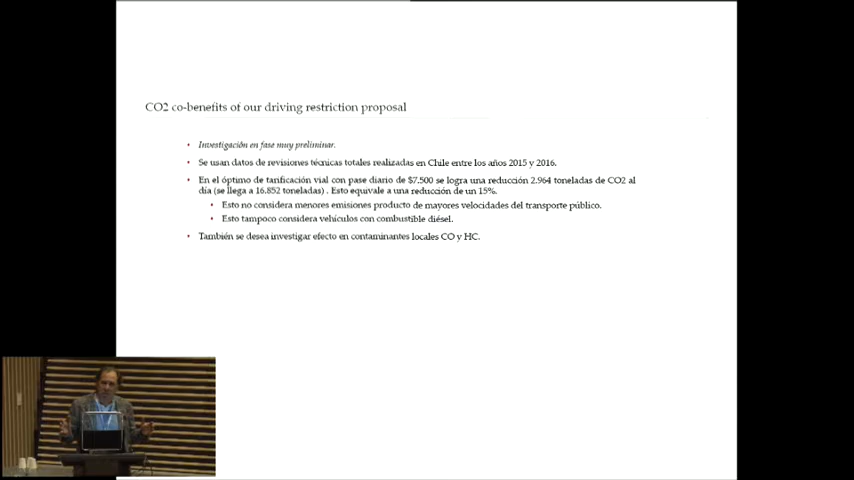 CO2 co-benefits of our driving restriction proposal
Investigación en fase muy preliminar.
Se usan datos de revisiones técnicas totales realizadas en Chile entre los años 2015 y 2016.
En el óptimo de tarificación vial con pase diario de $7.500 se logra una reducción 2.964 toneladas de CO2 al
día (se llega a 16.852 toneladas) . Esto equivale a una reducción de un 15%.
Esto no considera menores emisiones producto de mayores velocidades del transporte público.
Esto tampoco considera vehículos con combustible diésel.
También se desea investigar efecto en contaminantes locales CO y HC.